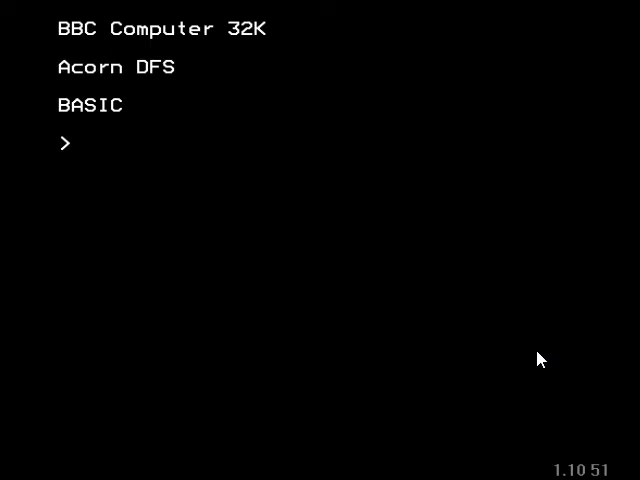 BBC Computer 32K
Acorn DFS
BASIC
>
1.10 51